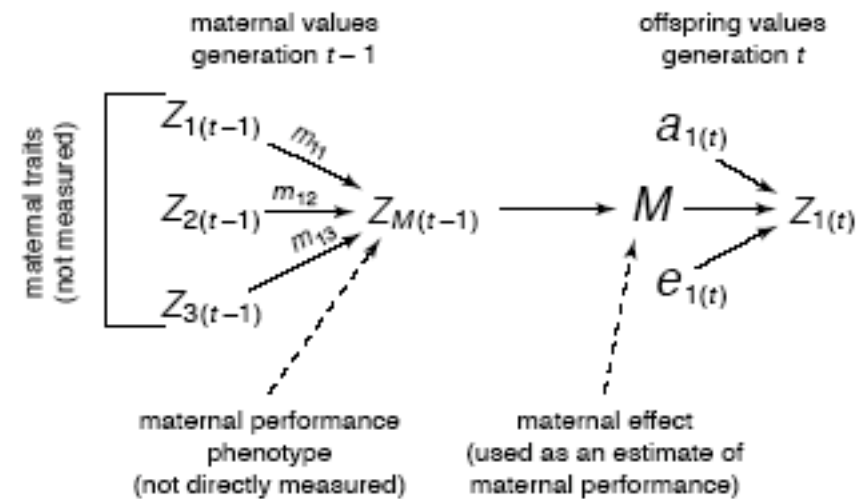 maternal values
generation t – 1
offspring values
generation t
maternal traits
(not measured)
Z1(t–1)
m11
a1(t)
Z2(t–1)
m12
ZM(t–1)
M
Z1(t)
m13
Z3(t–1)
e1(t)
maternal performance
phenotype
(not directly measured)
maternal effect
(used as an estimate of
maternal performance)